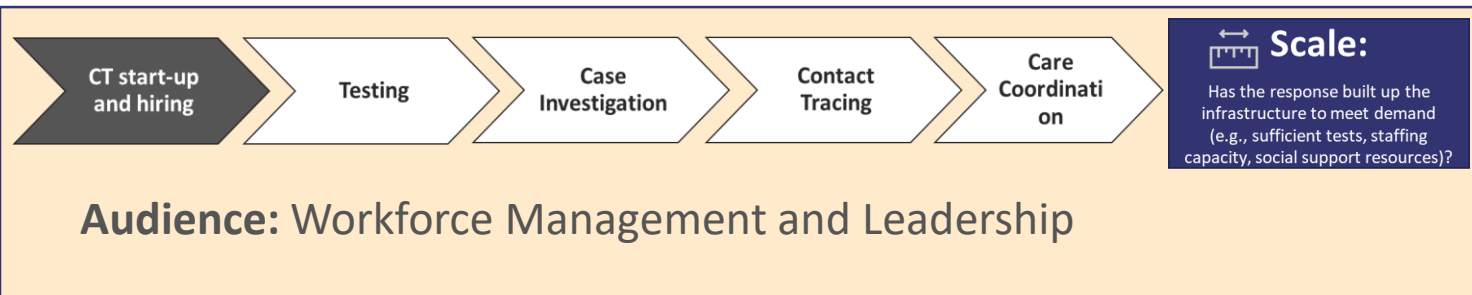 CT start-up
and hiring
Testing
Case
Investigation
Contact
Tracing
Care
Coordinati
on
Scale:
Has the response built up the
infrastructure to meet demand
(e.g., sufficient tests, staffing
capacity, social support resources)?
Audience: Workforce Management and Leadership